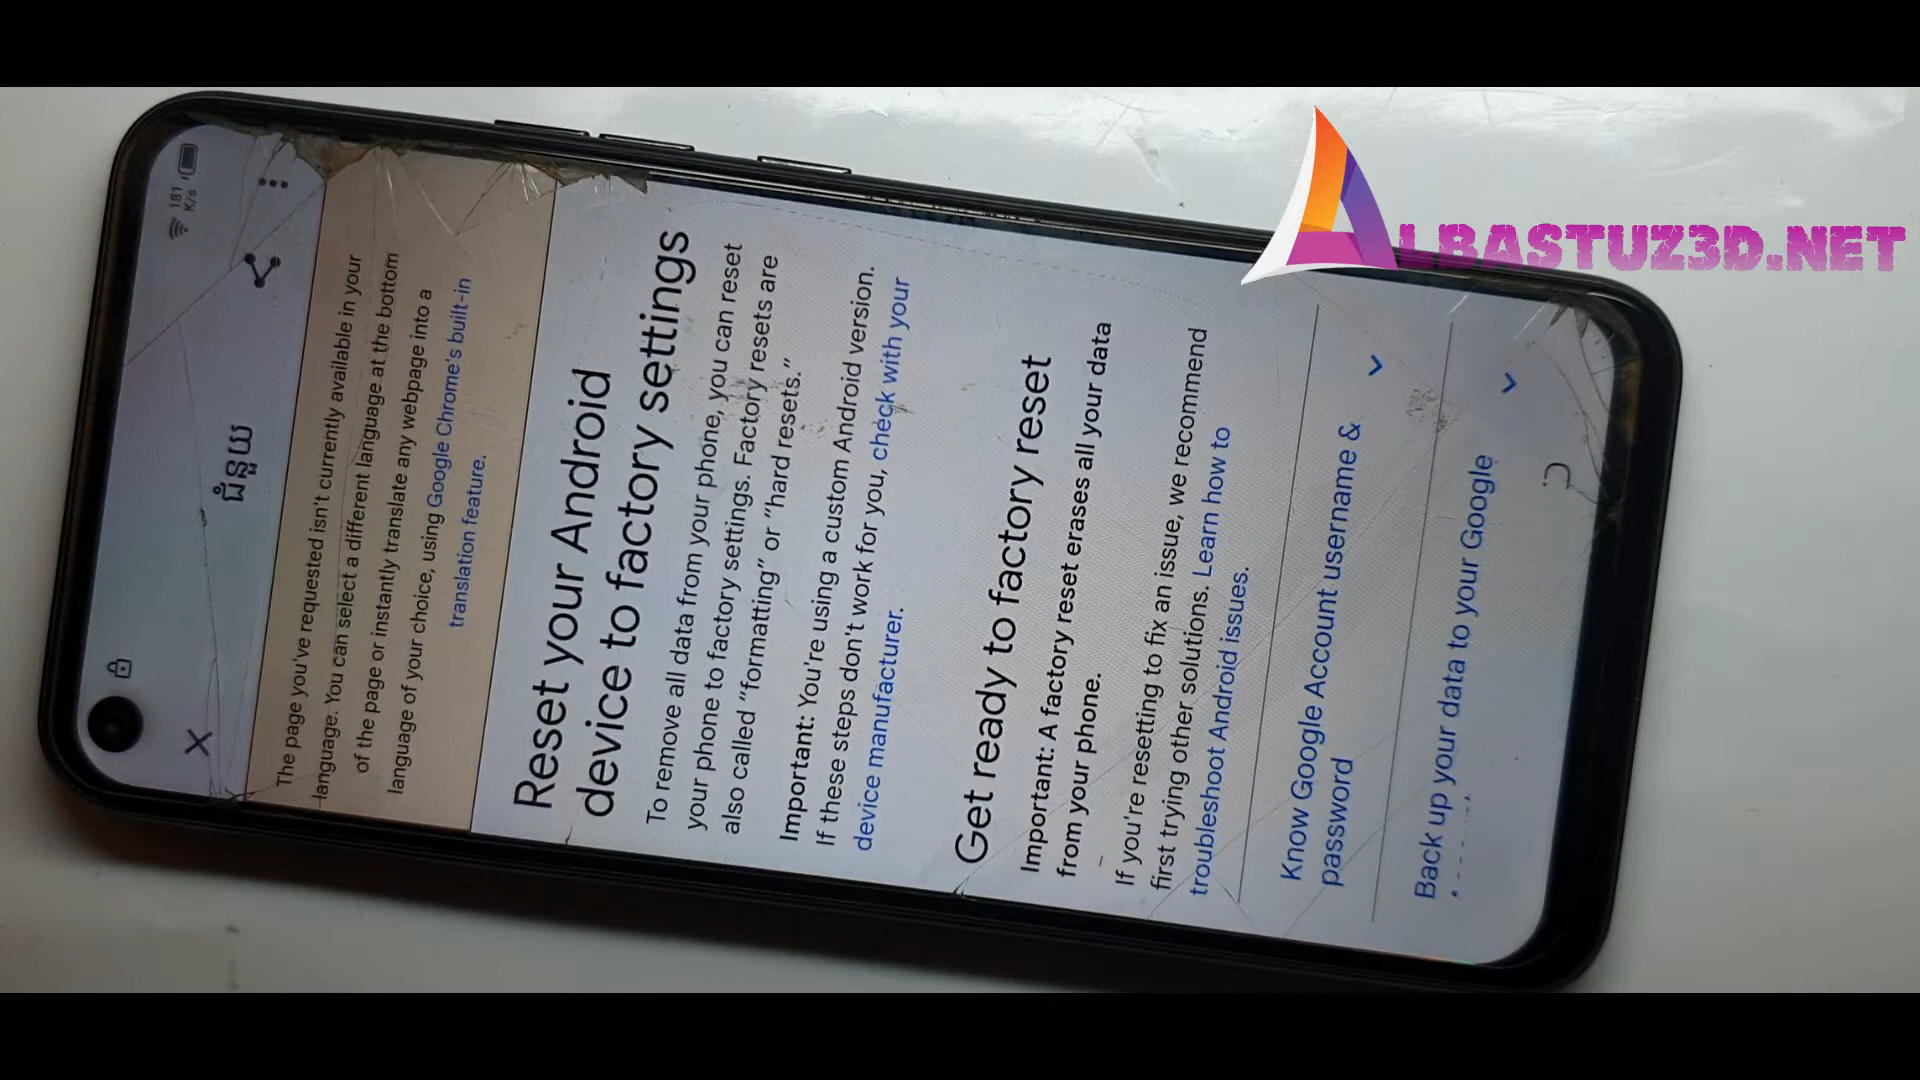 181
K/s
ជំនួយ
The page you've requested isn't currently available in your
language. You can select a different language at the bottom
of the page or instantly translate any webpage into a
language of your choice, using Google Chrome's built-in
translation feature.
Reset your Android
device to factory settings
To remove all data from your phone, you can reset
your phone to factory settings. Factory resets are
also called “formatting” or “hard resets.”
Important: You're using a custom Android version.
If these steps don't work for you, check with your
device manufacturer.
Get ready to factory reset
Important: A factory reset erases all your data
from your phone.
If you're resetting to fix an issue, we recommend
first trying other solutions. Learn how to
troubleshoot Android issues.
Know Google Account username &
password
Back up your data to your Google
ALBASTUZ3D.NET